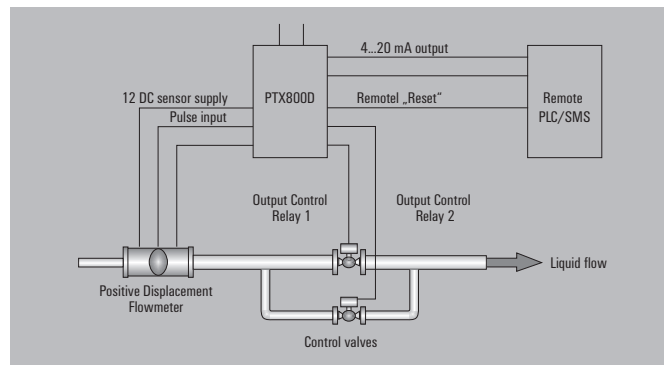 4...20 mA output
12 DC sensor supply
PTX800D
Remotel „Reset“
Remote
PLC/SMS
Pulse input
Output Control
Relay 1
Output Control
Relay 2
Liquid flow
Positive Displacement
Flowmeter
Control valves